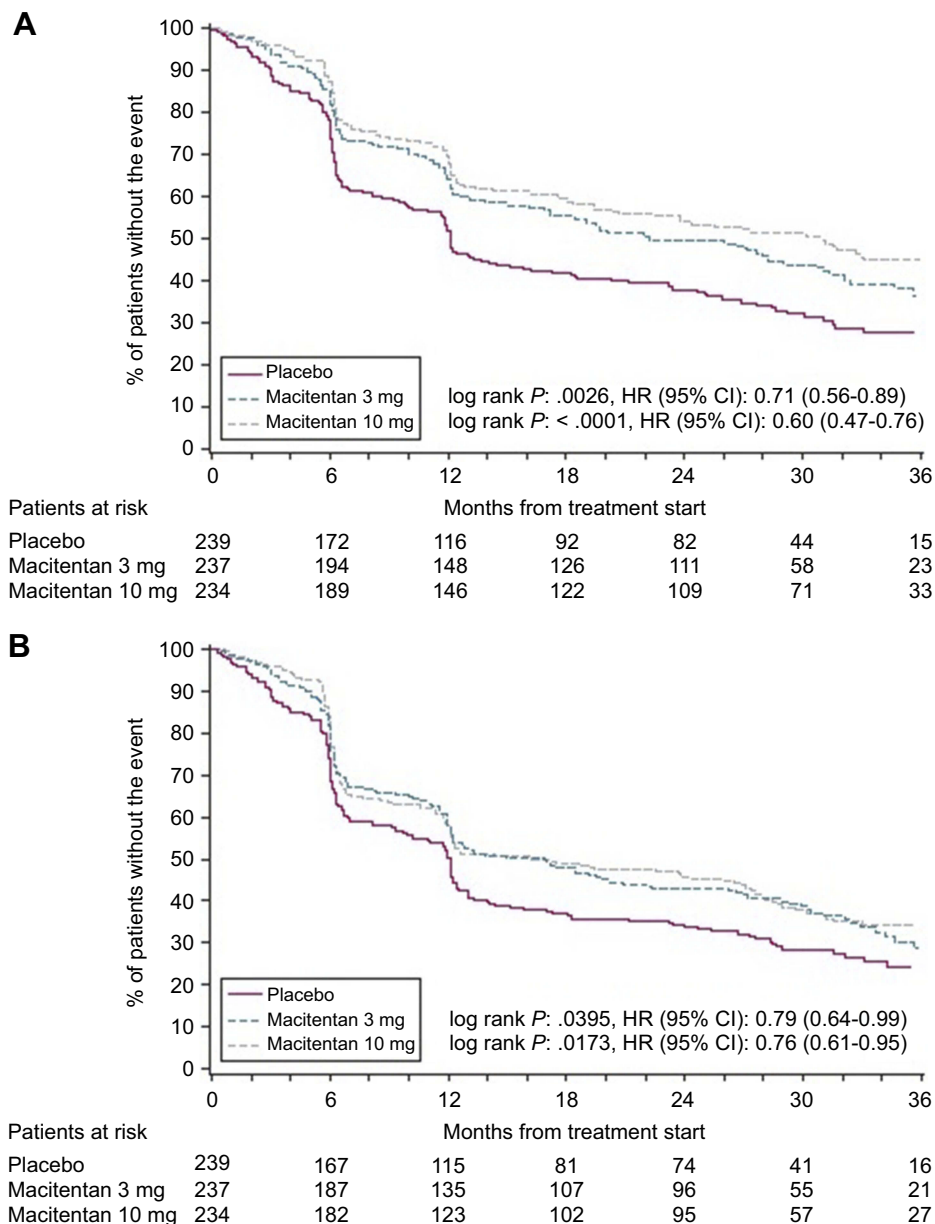 A
100
90
80
70
60
50
40
30
20
10
0
% of patients without the event
Placebo
Macitentan 3 mg
Macitentan 10 mg
log rank P: .0026, HR (95% CI): 0.71 (0.56-0.89)
log rank P: < .0001, HR (95% CI): 0.60 (0.47-0.76)
0 6 12 18 24 30 36
Patients at risk Months from treatment start
Placebo 239 172 116 92 82 44 15
Macitentan 3 mg 237 194 148 126 111 58 23
Macitentan 10 mg 234 189 146 122 109 71 33
B
100
90
80
70
60
50
40
30
20
10
0
% of patients without the event
Placebo
Macitentan 3 mg
Macitentan 10 mg
log rank P: .0395, HR (95% CI): 0.79 (0.64-0.99)
log rank P: .0173, HR (95% CI): 0.76 (0.61-0.95)
0 6 12 18 24 30 36
Patients at risk Months from treatment start
Placebo 239 167 115 81 74 41 16
Macitentan 3 mg 237 187 135 107 96 55 21
Macitentan 10 mg 234 182 123 102 95 57 27